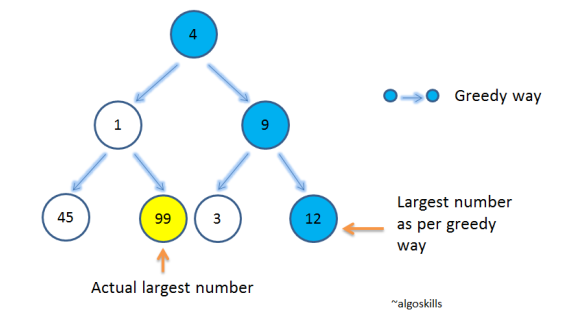 4
1
9
Greedy way
45
99
3
12
Largest number
as per greedy
way
Actual largest number
~algoskills